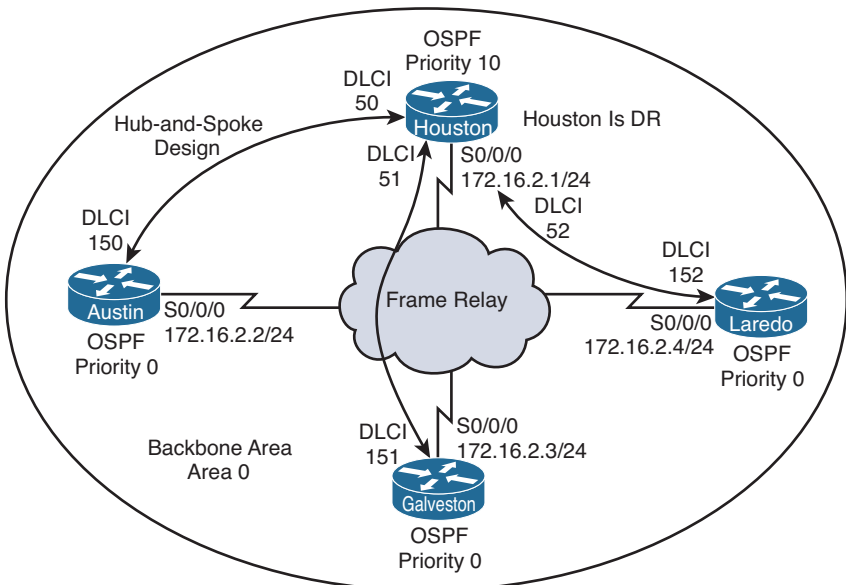 OSPF
Priority 10
DLCI
50
Houston
Houston Is DR
Hub-and-Spoke
Design
DLCI
51
S0/0/0
172.16.2.1/24
DLCI
52
DLCI
150
DLCI
152
Austin
S0/0/0
172.16.2.2/24
OSPF
Priority 0
Frame Relay
Laredo
S0/0/0
172.16.2.4/24
OSPF
Priority 0
Backbone Area
Area 0
DLCI
151
S0/0/0
172.16.2.3/24
Galveston
OSPF
Priority 0